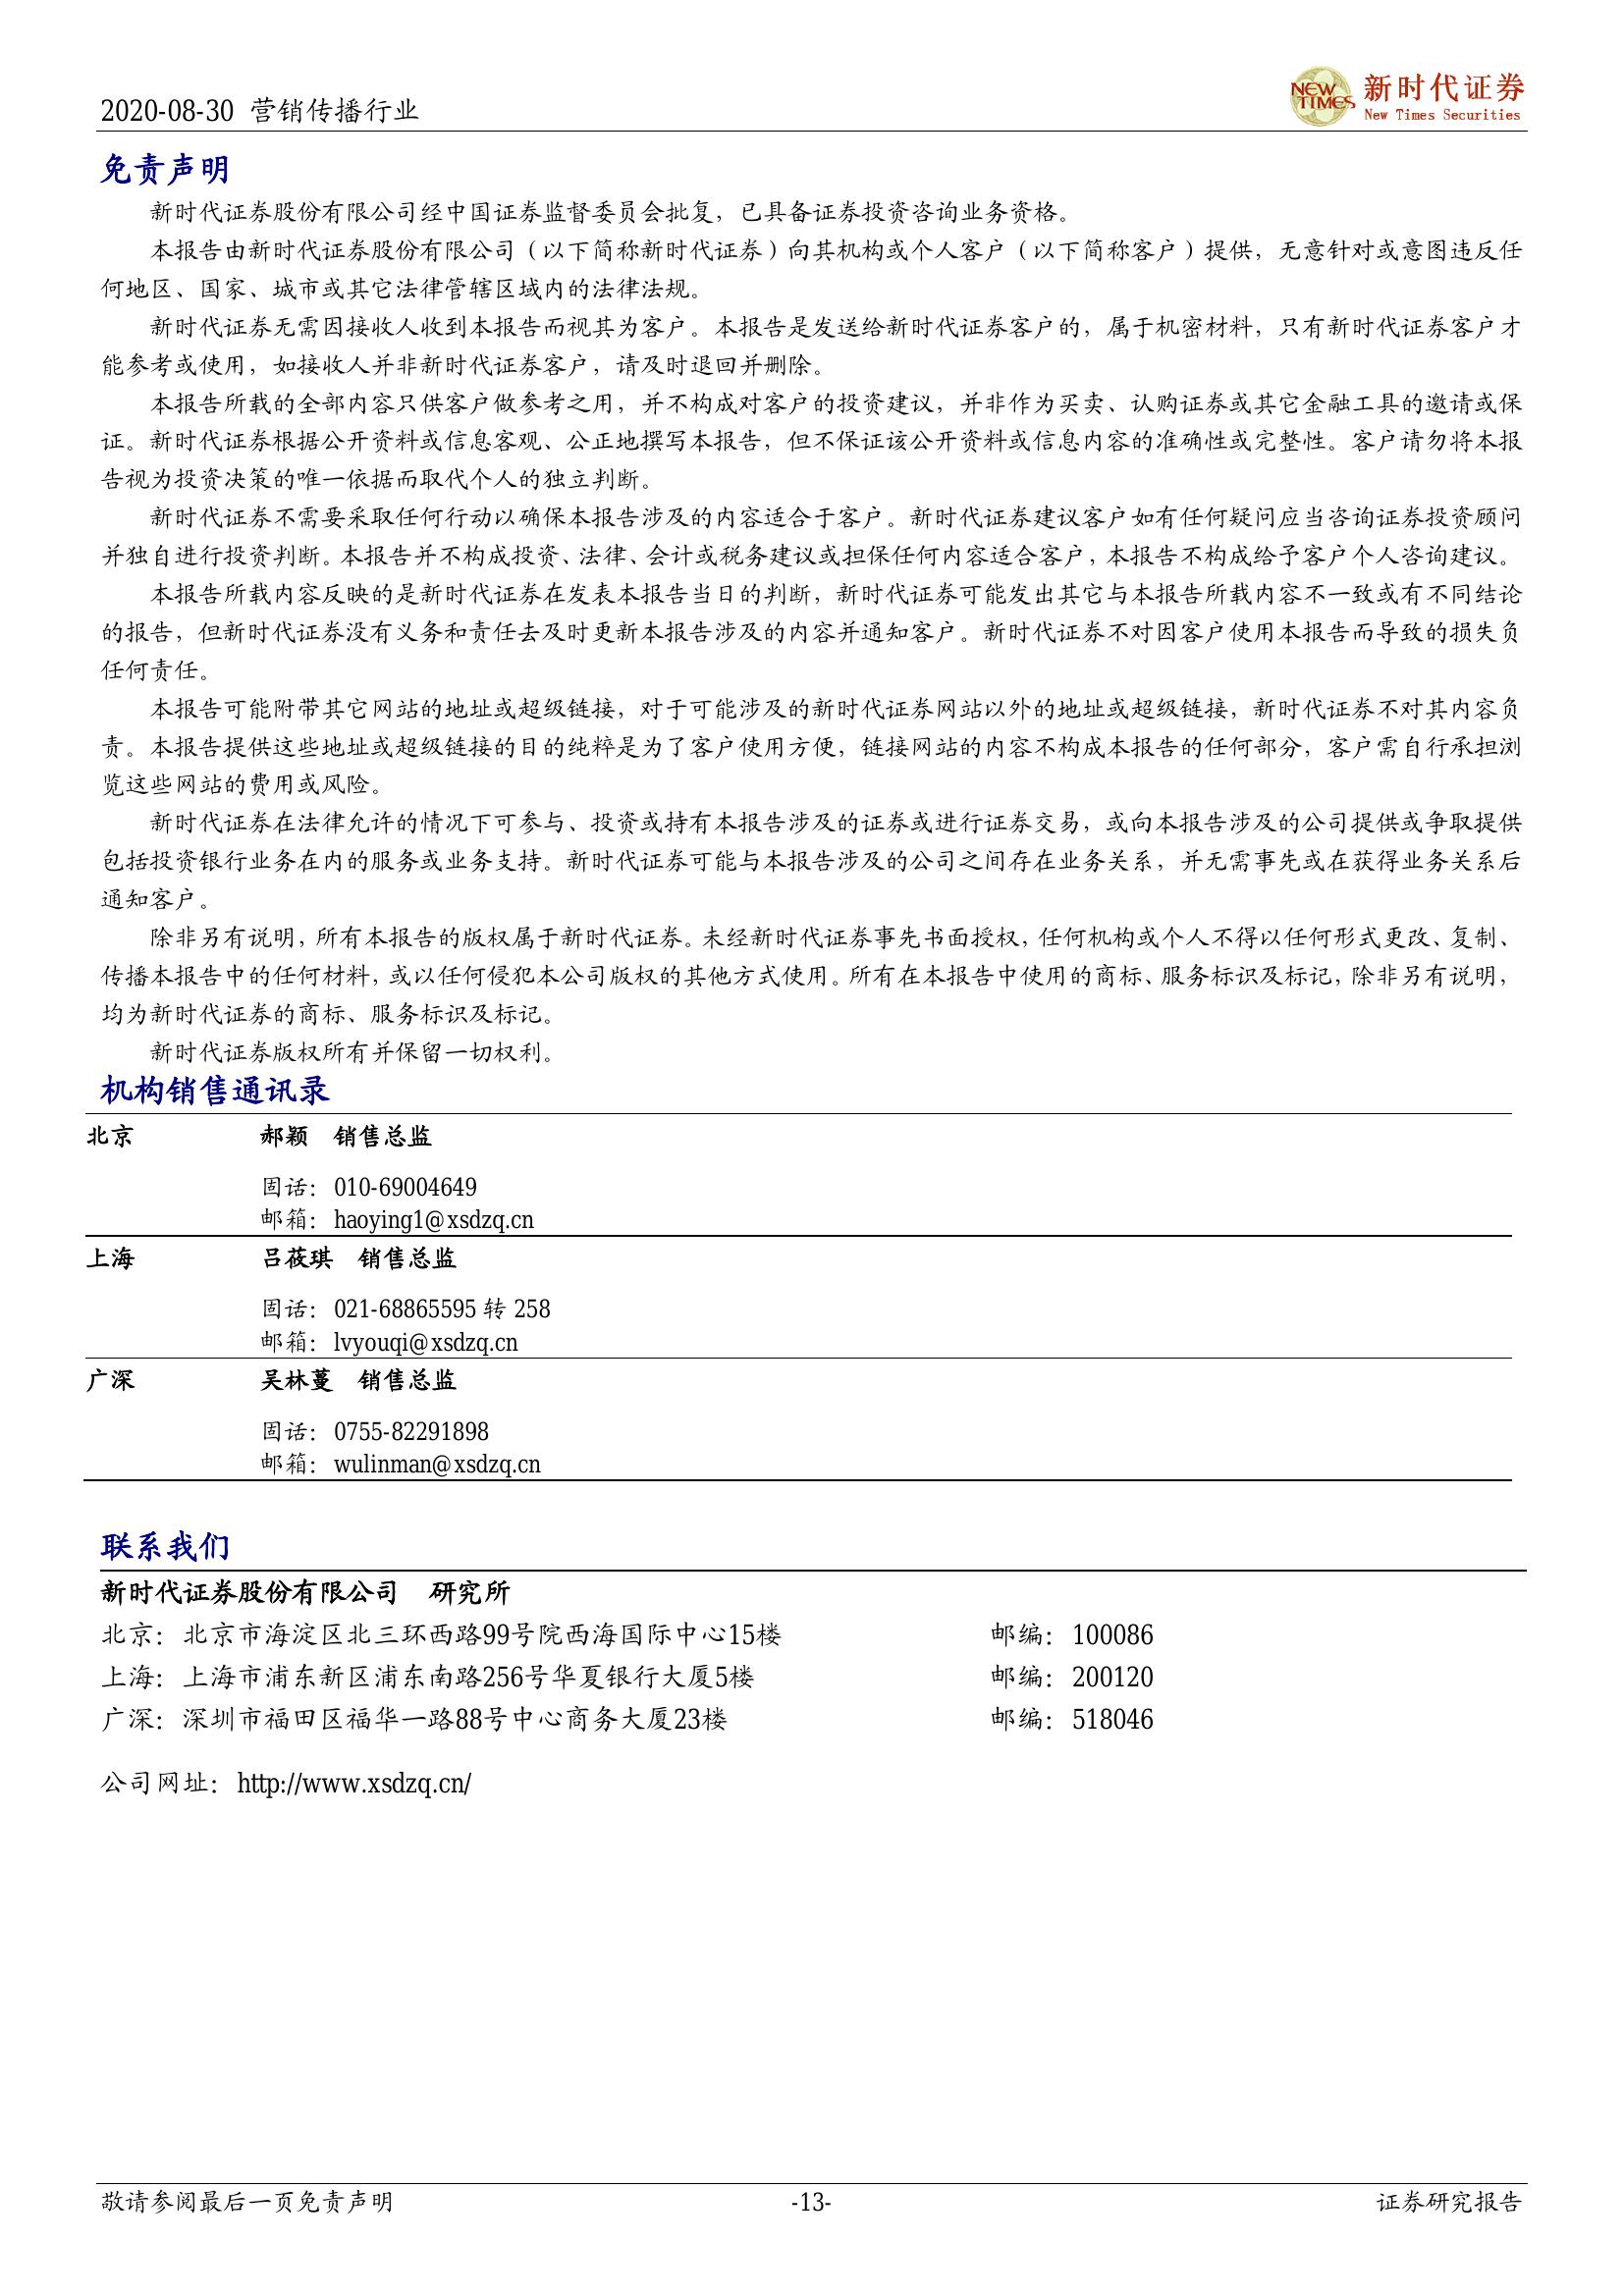 2020-08-30 营销传播行业
NEW TIMES
新时代证券
New Times Securities
免责声明
新时代证券股份有限公司经中国证券监督委员会批复，已具备证券投资咨询业务资格。
本报告由新时代证券股份有限公司（以下简称新时代证券）向其机构或个人客户（以下简称客户）提供，无意针对或意图违反任
何地区、国家、城市或其它法律管辖区域内的法律法规。
新时代证券无需因接收人收到本报告而视其为客户。本报告是发送给新时代证券客户的，属于机密材料，只有新时代证券客户才
能参考或使用，如接收人并非新时代证券客户，请及时退回并删除。
本报告所载的全部内容只供客户做参考之用，并不构成对客户的投资建议，并非作为买卖、认购证券或其它金融工具的邀请或保
证。新时代证券根据公开资料或信息客观、公正地撰写本报告，但不保证该公开资料或信息内容的准确性或完整性。客户请勿将本报
告视为投资决策的唯一依据而取代个人的独立判断。
新时代证券不需要采取任何行动以确保本报告涉及的内容适合于客户。新时代证券建议客户如有任何疑问应当咨询证券投资顾问
并独自进行投资判断。本报告并不构成投资、法律、会计或税务建议或担保任何内容适合客户，本报告不构成给予客户个人咨询建议。
本报告所载内容反映的是新时代证券在发表本报告当日的判断，新时代证券可能发出其它与本报告所载内容不一致或有不同结论
的报告，但新时代证券没有义务和责任去及时更新本报告涉及的内容并通知客户。新时代证券不对因客户使用本报告而导致的损失负
任何责任。
本报告可能附带其它网站的地址或超级链接，对于可能涉及的新时代证券网站以外的地址或超级链接，新时代证券不对其内容负
责。本报告提供这些地址或超级链接的目的纯粹是为了客户使用方便，链接网站的内容不构成本报告的任何部分，客户需自行承担浏
览这些网站的费用或风险。
新时代证券在法律允许的情况下可参与、投资或持有本报告涉及的证券或进行证券交易，或向本报告涉及的公司提供或争取提供
包括投资银行业务在内的服务或业务支持。新时代证券可能与本报告涉及的公司之间存在业务关系，并无需事先或在获得业务关系后
通知客户。
除非另有说明，所有本报告的版权属于新时代证券。未经新时代证券事先书面授权，任何机构或个人不得以任何形式更改、复制、
传播本报告中的任何材料，或以任何侵犯本公司版权的其他方式使用。所有在本报告中使用的商标、服务标识及标记，除非另有说明，
均为新时代证券的商标、服务标识及标记。
新时代证券版权所有并保留一切权利。
机构销售通讯录
北京 郝颖 销售总监
固话：010-69004649
邮箱：haoying1@xsdzq.cn
上海 吕莜琪 销售总监
固话：021-68865595 转 258
邮箱：lvyouqi@xsdzq.cn
广深 吴林蔓 销售总监
固话：0755-82291898
邮箱：wulinman@xsdzq.cn
联系我们
新时代证券股份有限公司 研究所
北京：北京市海淀区北三环西路99号院西海国际中心15楼 邮编：100086
上海：上海市浦东新区浦东南路256号华夏银行大厦5楼 邮编：200120
广深：深圳市福田区福华一路88号中心商务大厦23楼 邮编：518046
公司网址：http://www.xsdzq.cn/
敬请参阅最后一页免责声明 -13- 证券研究报告